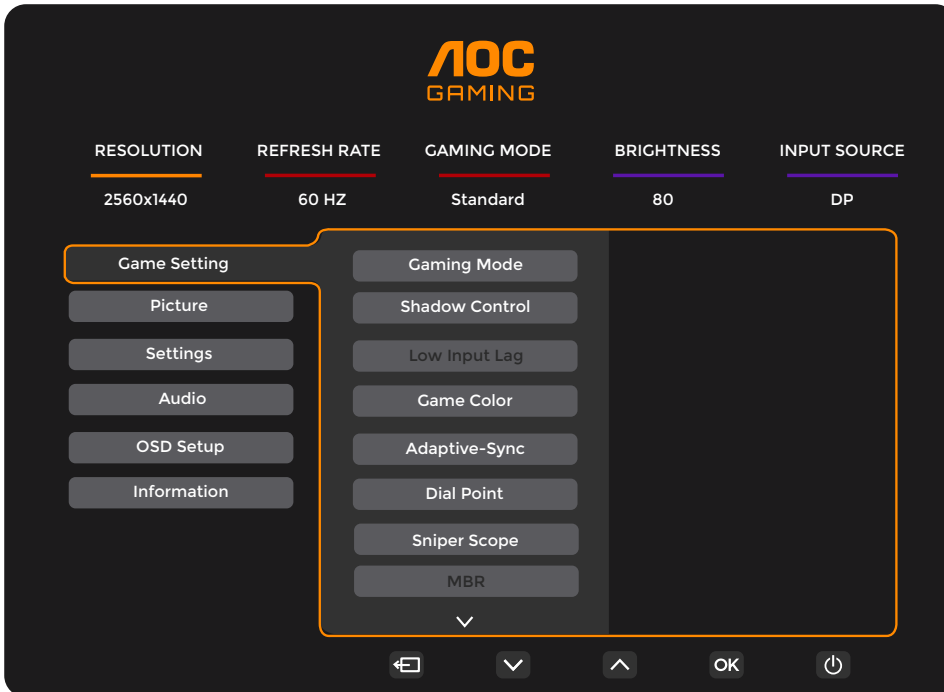 AOC
GAMING
RESOLUTION REFRESH RATE GAMING MODE BRIGHTNESS INPUT SOURCE
2560x1440 60 HZ Standard 80 DP
Game Setting
Picture
Settings
Audio
OSD Setup
Information
Gaming Mode
Shadow Control
Low Input Lag
Game Color
Adaptive-Sync
Dial Point
Sniper Scope
MBR
OK